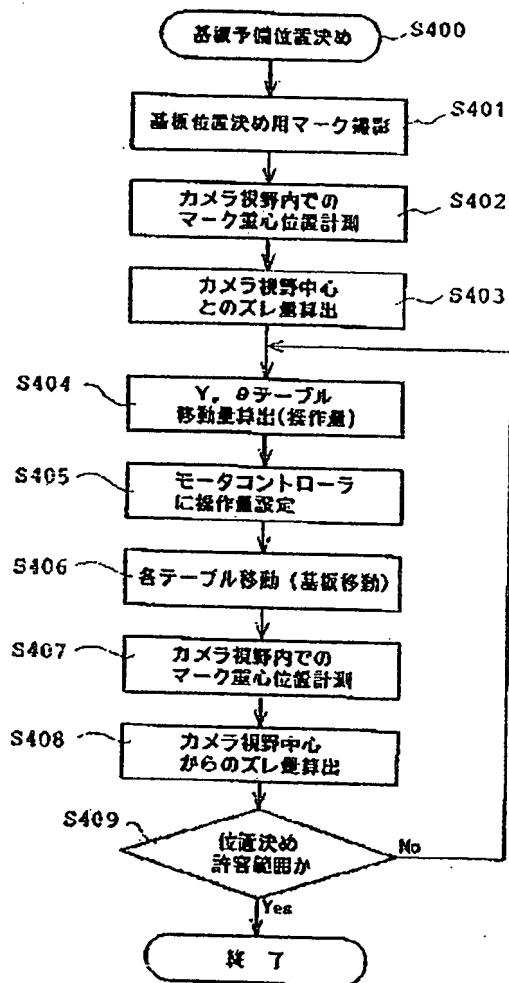 基板予備位置決め
S400
基板位置決め用マーク撮影
S401
カメラ視野内での
マーク重心位置計測
S402
カメラ視野中心
とのズレ量算出
S403
S404
Y, θテーブル
移動量算出(操作量)
S405
モータコントローラ
に操作量設定
S406
各テーブル移動 (基板移動)
S407
カメラ視野内での
マーク重心位置計測
S408
カメラ視野中心
からのズレ量算出
S409
位置決め
許容範囲か
No
Yes
終了